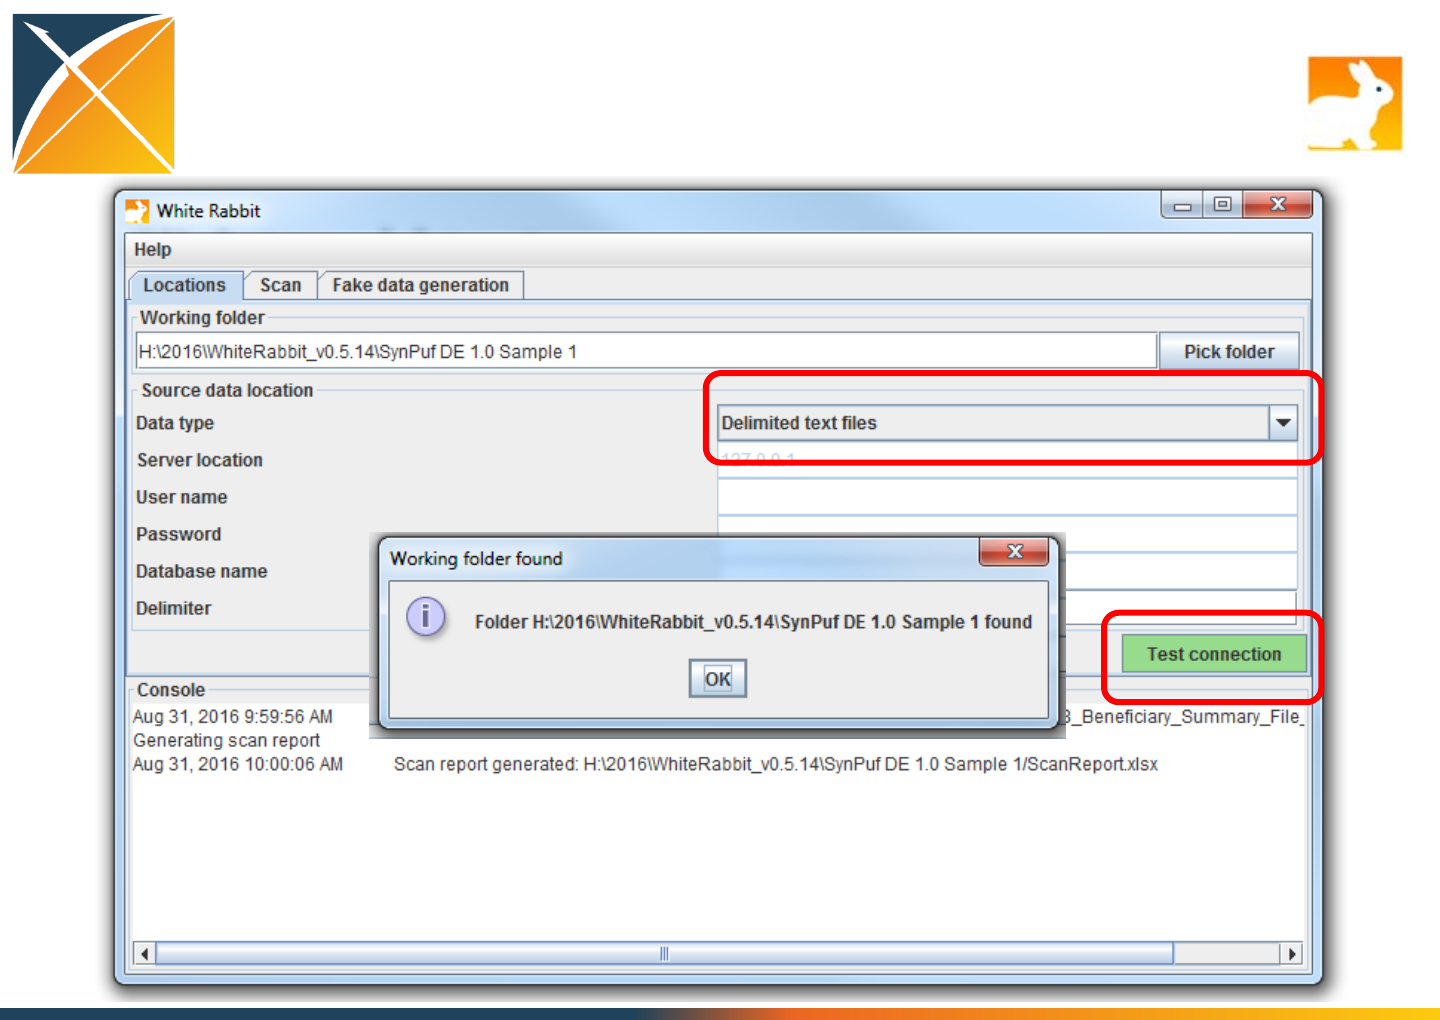 White Rabbit
Help
Locations Scan Fake data generation
Working folder
H:\2016\WhiteRabbit_v0.5.14\SynPuf DE 1.0 Sample 1 Pick folder
Source data location
Data type Delimited text files
Server location 127.0.0.1
User name
Password
Database name
Delimiter
Working folder found
Folder H:\2016\WhiteRabbit_v0.5.14\SynPuf DE 1.0 Sample 1 found
OK
Test connection
Console
Aug 31, 2016 9:59:56 AM _Beneficiary_Summary_File_
Generating scan report
Aug 31, 2016 10:00:06 AM Scan report generated: H:\2016\WhiteRabbit_v0.5.14\SynPuf DE 1.0 Sample 1/ScanReport.xlsx